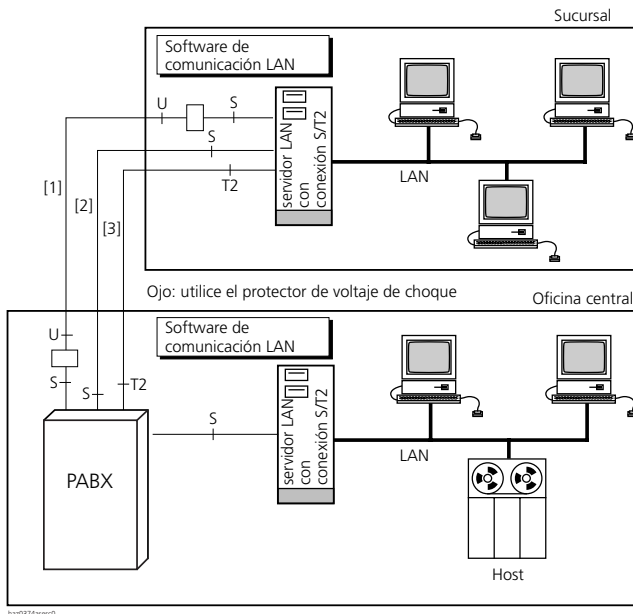 Sucursal
Software de
comunicación LAN
U
S
S
T2
[1]
[2]
[3]
servidor LAN
con
conexión S/T2
LAN
Ojo: utilice el protector de voltaje de choque
Oficina central
Software de
comunicación LAN
U
S
S
T2
S
PABX
servidor LAN
con
conexión S/T2
LAN
Host